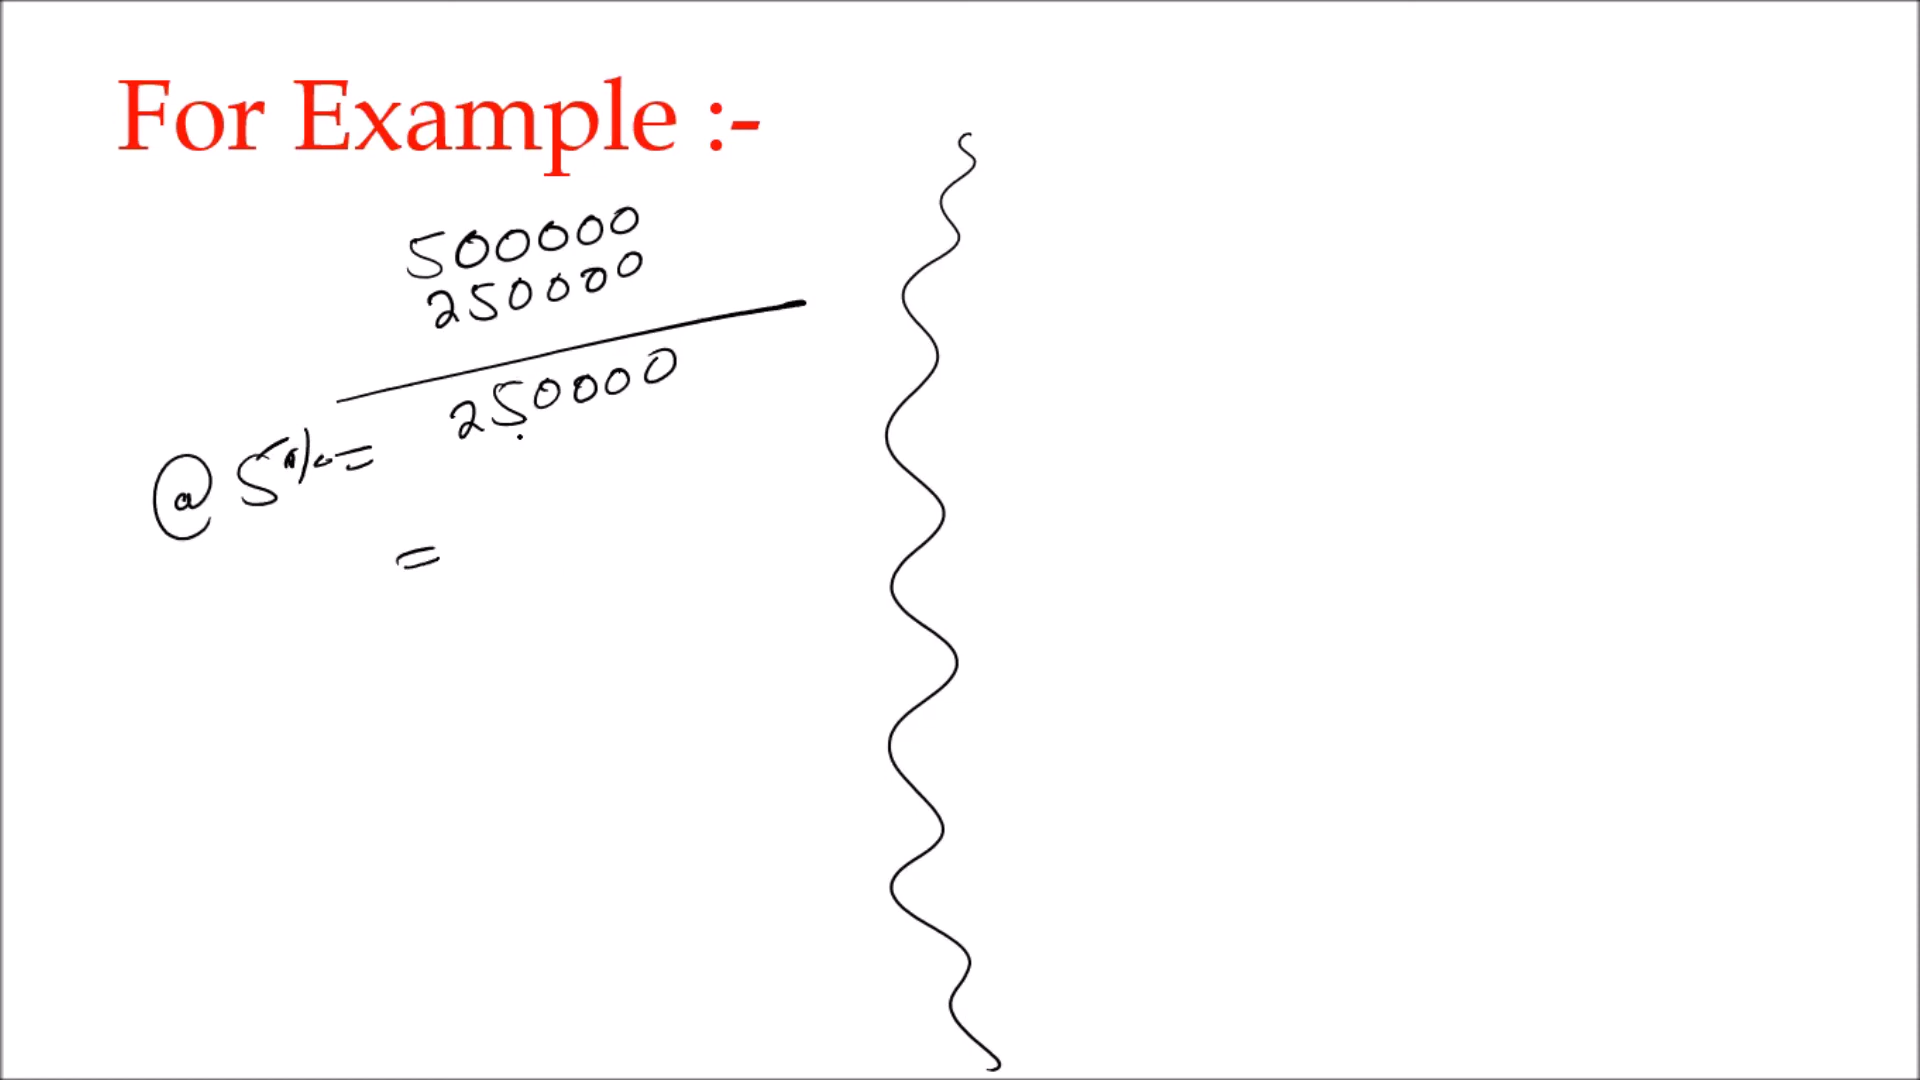 For Example :-
500000
250000
250000
@ 5% =
=